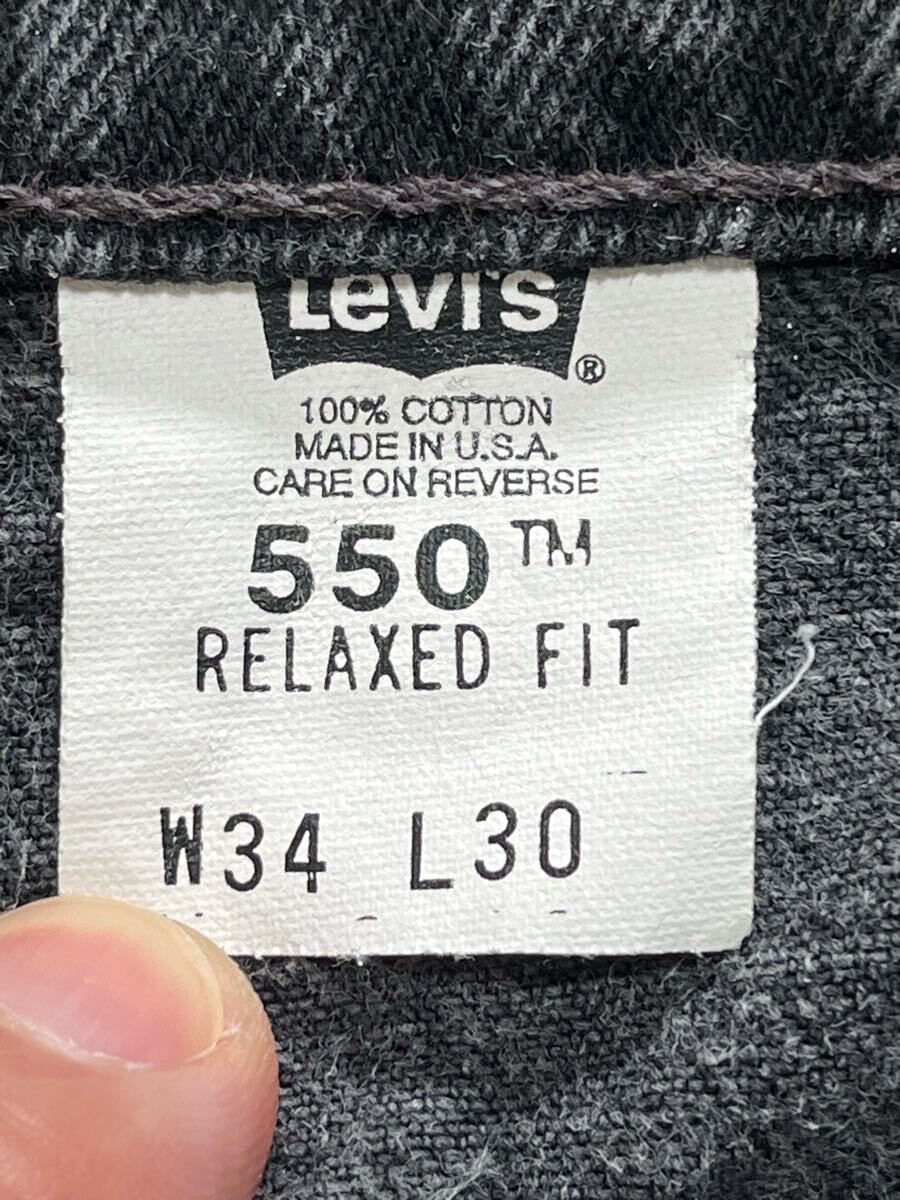 Levi's
®
100% COTTON
MADE IN U.S.A.
CARE ON REVERSE
550™
RELAXED FIT
W34 L30